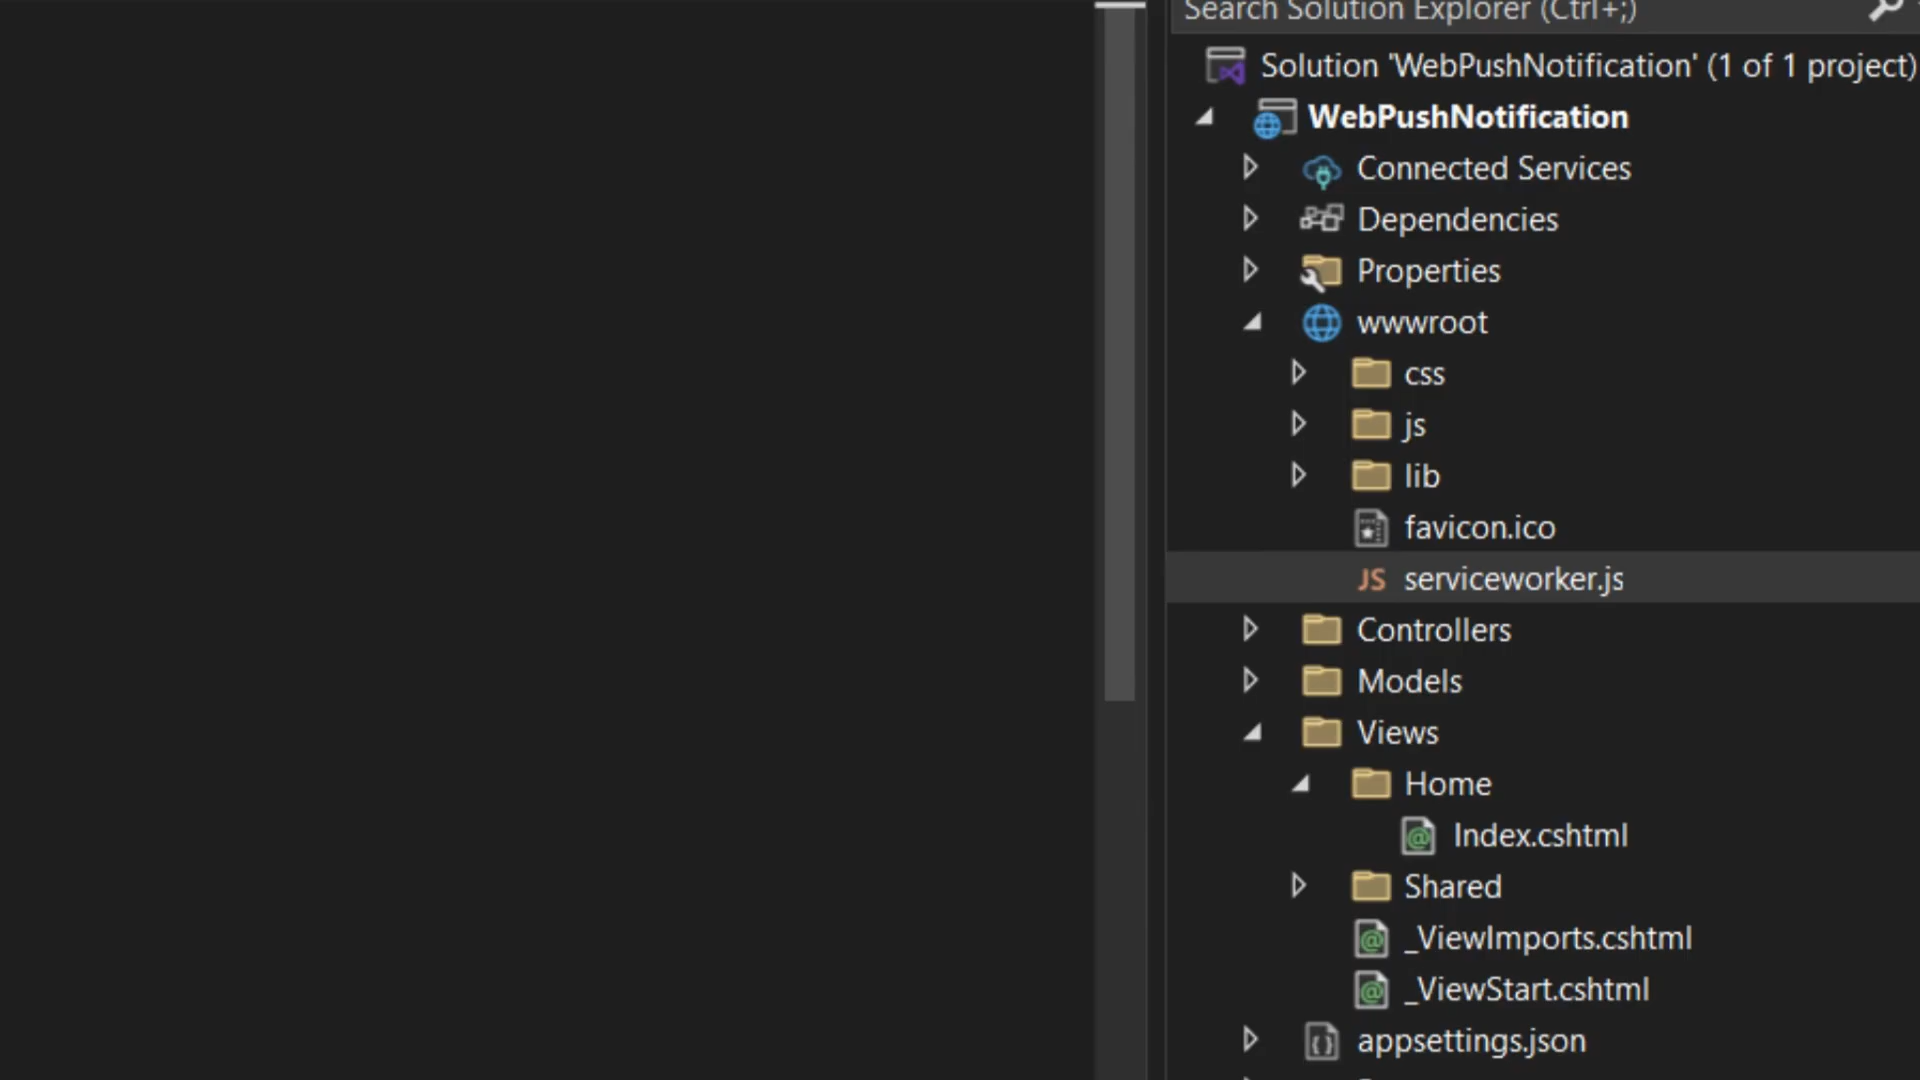 Search Solution Explorer (Ctrl+;)
Solution 'WebPushNotification' (1 of 1 project)
WebPushNotification
Connected Services
Dependencies
Properties
wwwroot
css
js
lib
favicon.ico
JS serviceworker.js
Controllers
Models
Views
Home
Index.cshtml
Shared
_ViewImports.cshtml
_ViewStart.cshtml
appsettings.json